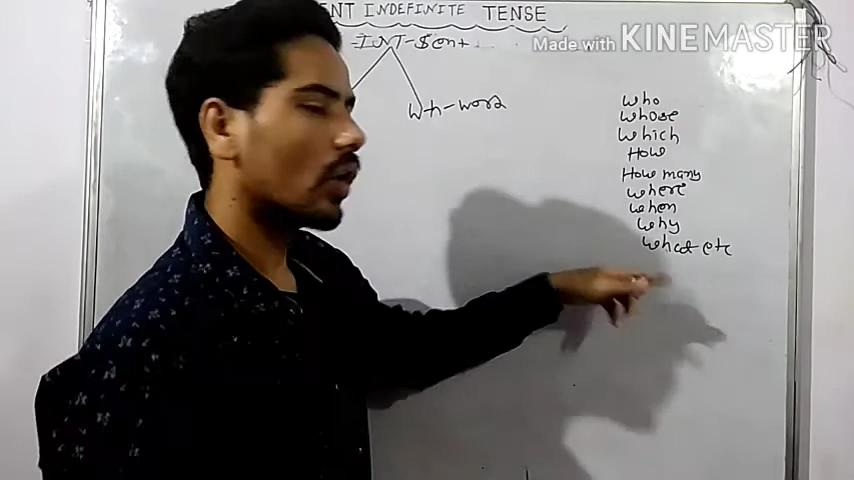 ENT INDEFINITE TENSE
INT-Sent...
Made with KINEMASTER
Wh-word
who
whose
which
How
How many
where
when
why
what etc